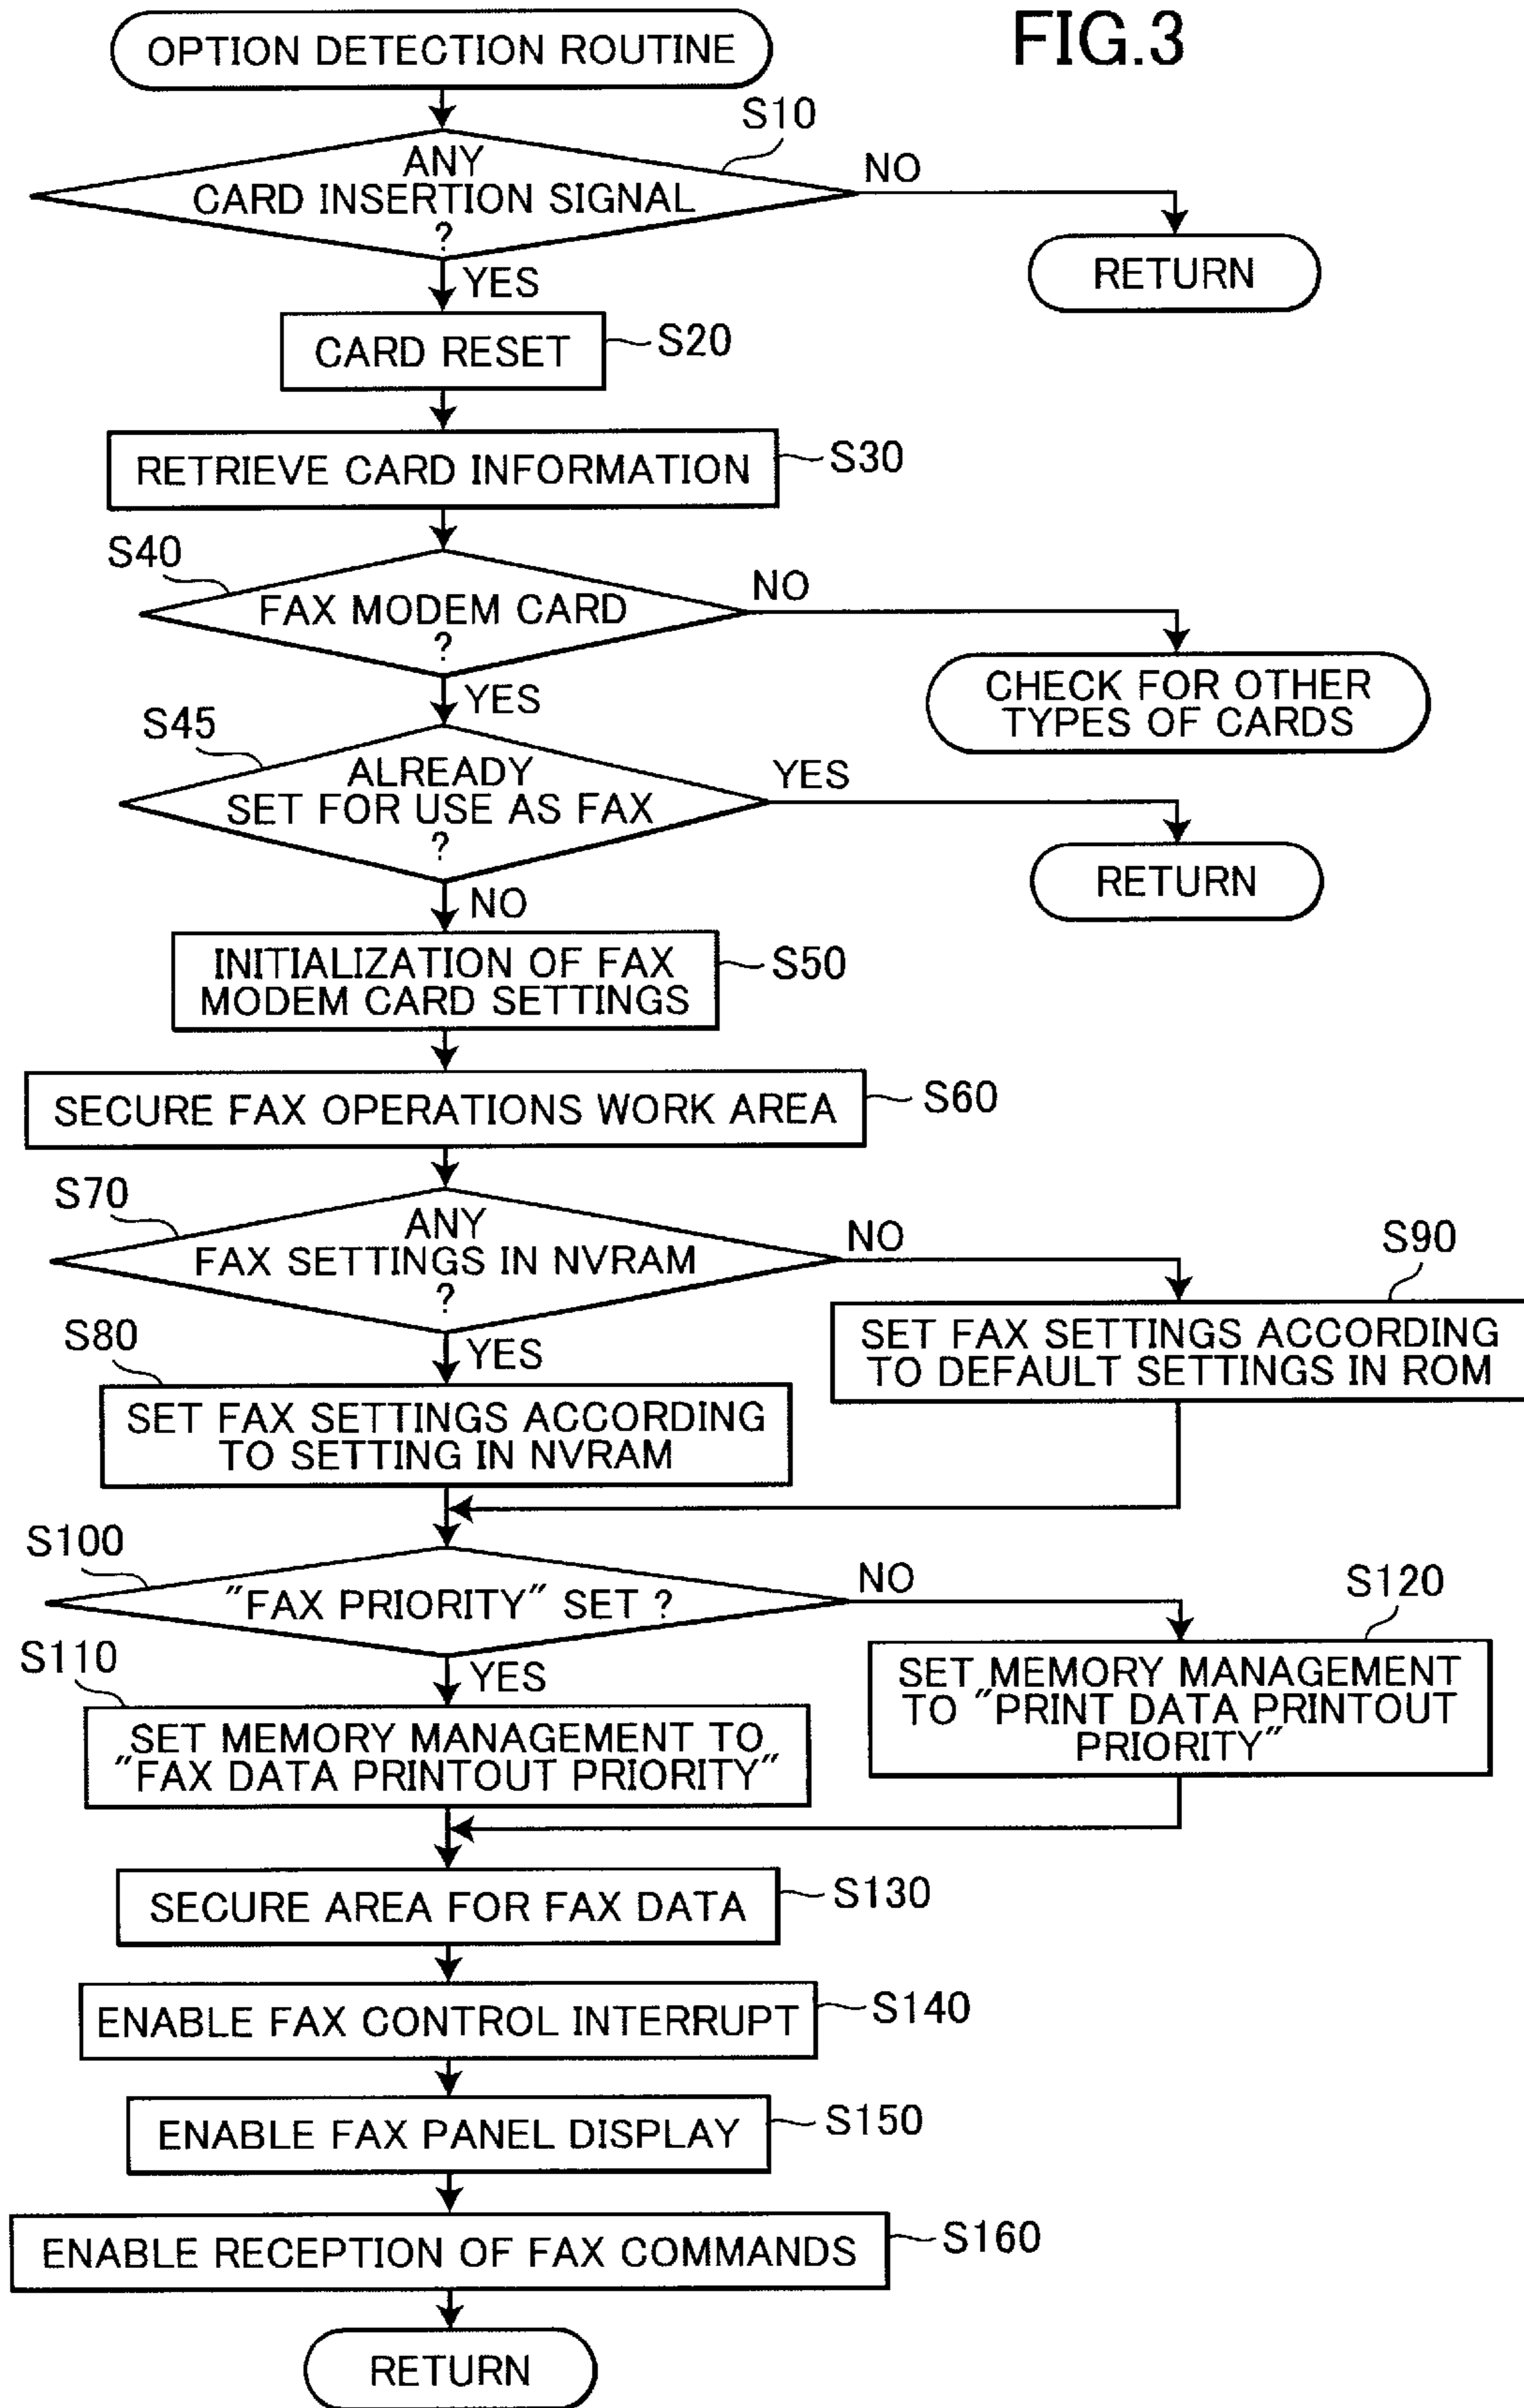 FIG.3
OPTION DETECTION ROUTINE
S10
ANY
CARD INSERTION SIGNAL
?
NO
RETURN
YES
CARD RESET
S20
RETRIEVE CARD INFORMATION
S30
S40
FAX MODEM CARD
?
NO
CHECK FOR OTHER
TYPES OF CARDS
YES
S45
ALREADY
SET FOR USE AS FAX
?
YES
RETURN
NO
INITIALIZATION OF FAX
MODEM CARD SETTINGS
S50
SECURE FAX OPERATIONS WORK AREA
S60
S70
ANY
FAX SETTINGS IN NVRAM
?
NO
S90
SET FAX SETTINGS ACCORDING
TO DEFAULT SETTINGS IN ROM
YES
S80
SET FAX SETTINGS ACCORDING
TO SETTING IN NVRAM
S100
"FAX PRIORITY" SET ?
NO
S120
SET MEMORY MANAGEMENT
TO "PRINT DATA PRINTOUT
PRIORITY"
YES
S110
SET MEMORY MANAGEMENT TO
"FAX DATA PRINTOUT PRIORITY"
SECURE AREA FOR FAX DATA
S130
ENABLE FAX CONTROL INTERRUPT
S140
ENABLE FAX PANEL DISPLAY
S150
ENABLE RECEPTION OF FAX COMMANDS
S160
RETURN